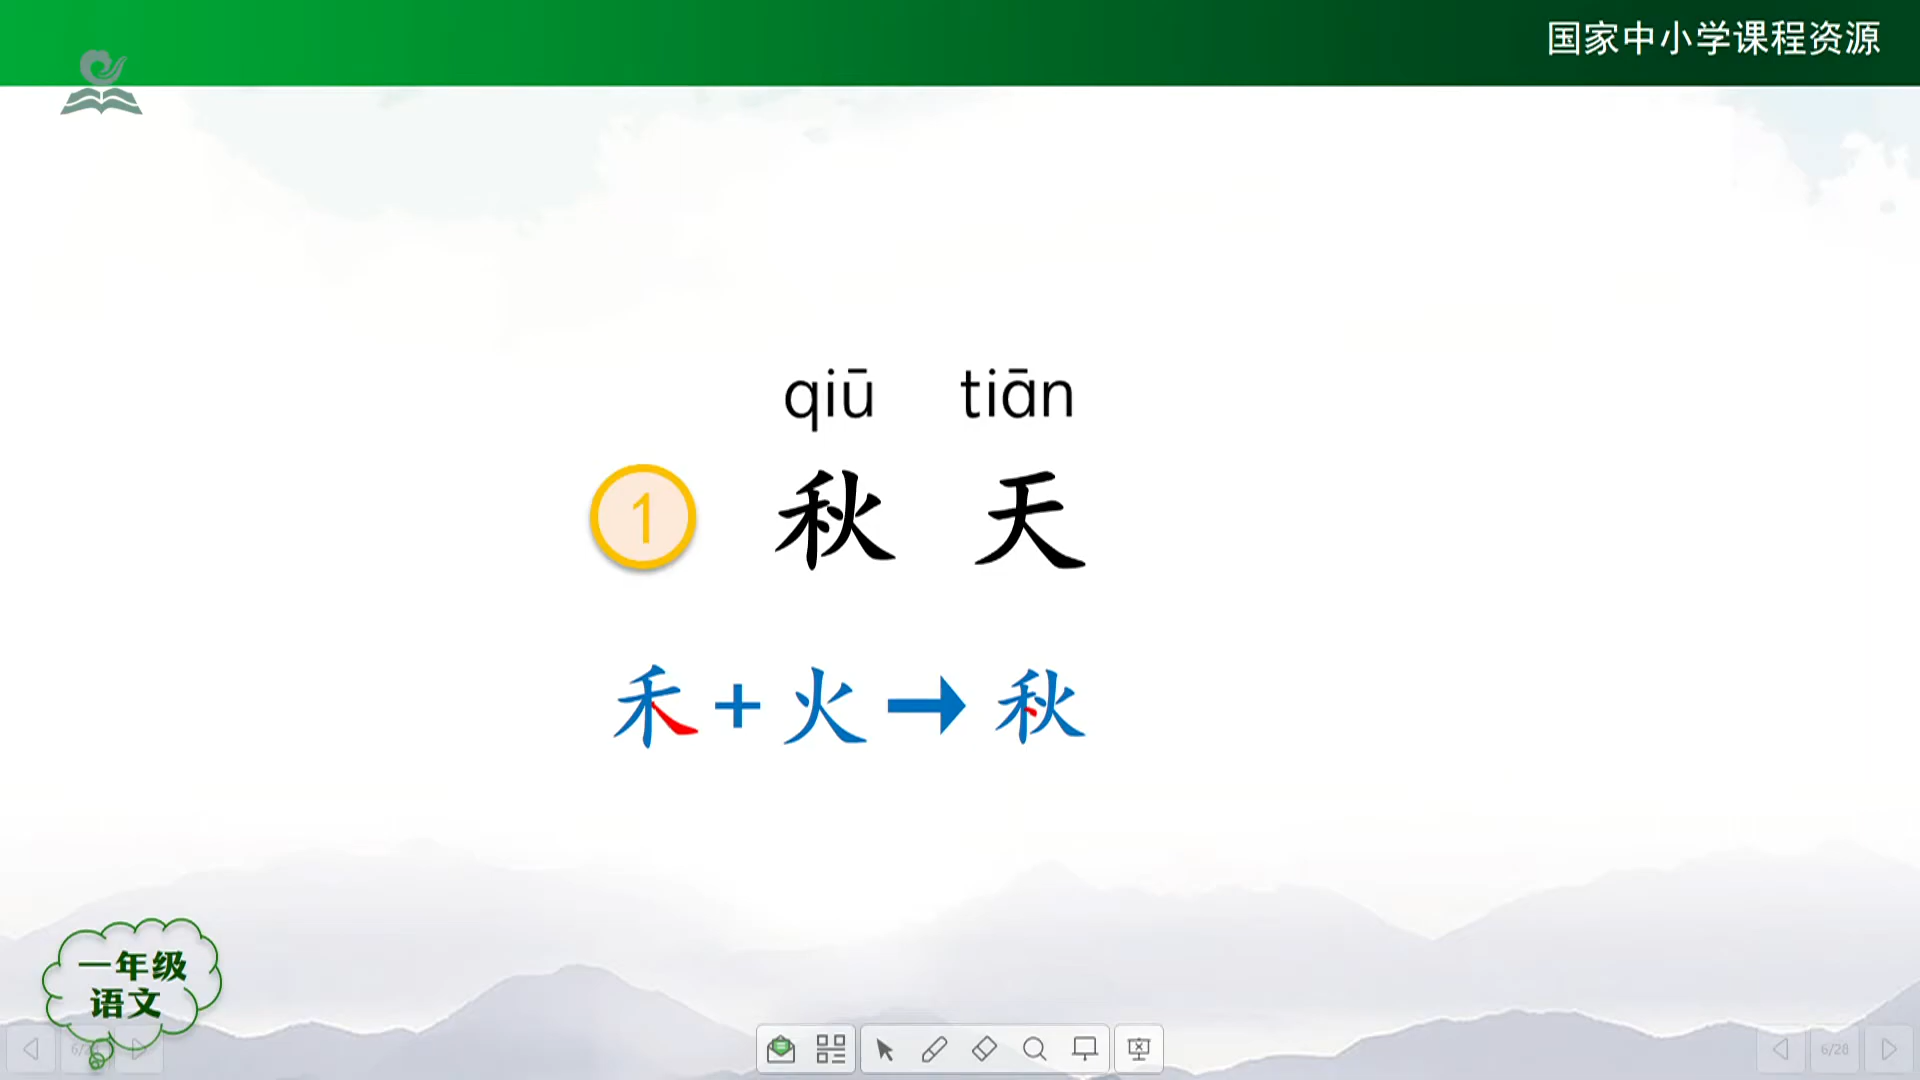 国家中小学课程资源
qiū tiān
1 秋 天
禾+火→秋
一年级
语文
6/28